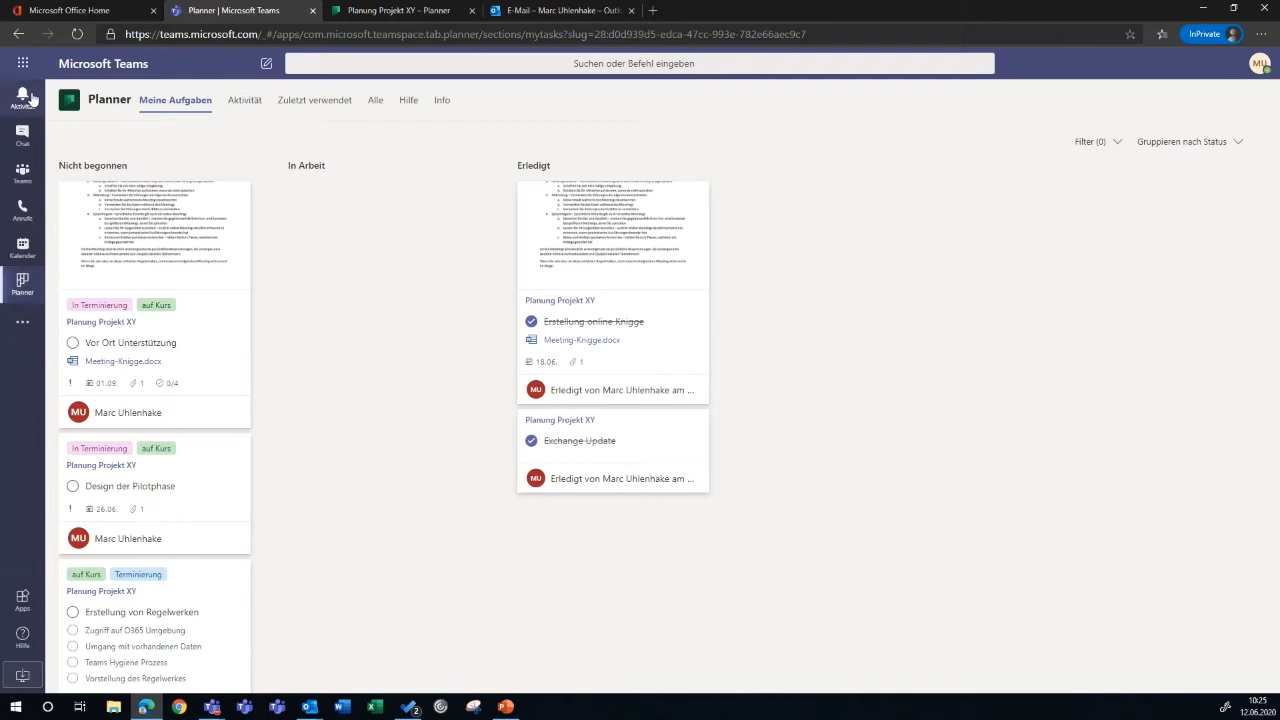 Microsoft Office Home
Planner | Microsoft Teams
Planung Projekt XY – Planner
E-Mail – Marc Uhlenhake – Outl
https://teams.microsoft.com/_#/apps/com.microsoft.teamspace.tab.planner/sections/mytasks?slug=28:d0d939d5-edca-47cc-993e-782e66aec9c7
InPrivate
Microsoft Teams
Suchen oder Befehl eingeben
MU
Aktivität
Chat
Teams
Anrufe
Kalender
Planner
Apps
Hilfe
Planner
Meine Aufgaben
Aktivität
Zuletzt verwendet
Alle
Hilfe
Info
Filter (0)
Gruppieren nach Status
Nicht begonnen
In Arbeit
Erledigt
In Terminierung
auf Kurs
Planung Projekt XY
Vor Ort Unterstützung
Meeting-Knigge.docx
! 01.09. 1 0/4
MU Marc Uhlenhake
In Terminierung
auf Kurs
Planung Projekt XY
Design der Pilotphase
! 26.06. 1
MU Marc Uhlenhake
auf Kurs
Terminierung
Planung Projekt XY
Erstellung von Regelwerken
Zugriff auf O365 Umgebung
Umgang mit vorhandenen Daten
Teams Hygiene Prozess
Vorstellung des Regelwerkes
Planung Projekt XY
Erstellung online Knigge
Meeting-Knigge.docx
18.06. 1
MU Erledigt von Marc Uhlenhake am ...
Planung Projekt XY
Exchange Update
MU Erledigt von Marc Uhlenhake am ...
2
10:25
12.06.2020